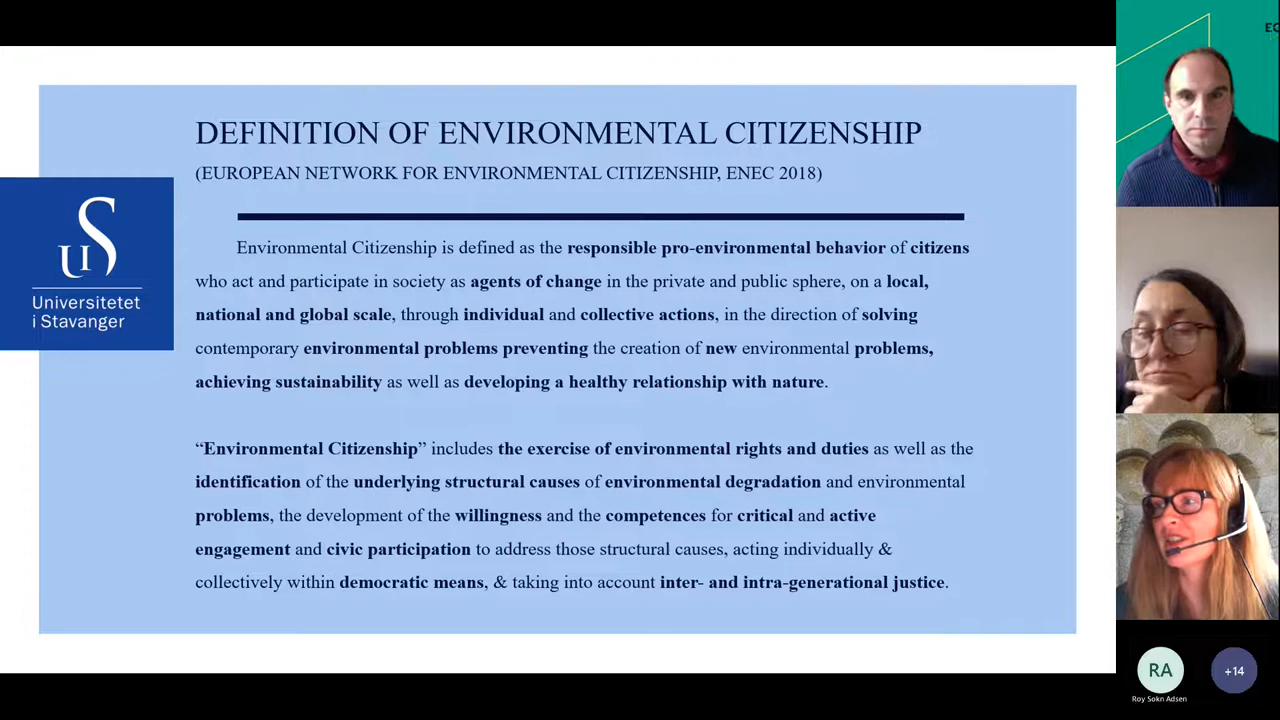 DEFINITION OF ENVIRONMENTAL CITIZENSHIP
(EUROPEAN NETWORK FOR ENVIRONMENTAL CITIZENSHIP, ENEC 2018)
uiS
Universitetet
i Stavanger
Environmental Citizenship is defined as the responsible pro-environmental behavior of citizens
who act and participate in society as agents of change in the private and public sphere, on a local,
national and global scale, through individual and collective actions, in the direction of solving
contemporary environmental problems preventing the creation of new environmental problems,
achieving sustainability as well as developing a healthy relationship with nature.
“Environmental Citizenship” includes the exercise of environmental rights and duties as well as the
identification of the underlying structural causes of environmental degradation and environmental
problems, the development of the willingness and the competences for critical and active
engagement and civic participation to address those structural causes, acting individually &
collectively within democratic means, & taking into account inter- and intra-generational justice.
RA
+14
Roy Sokn Adsen